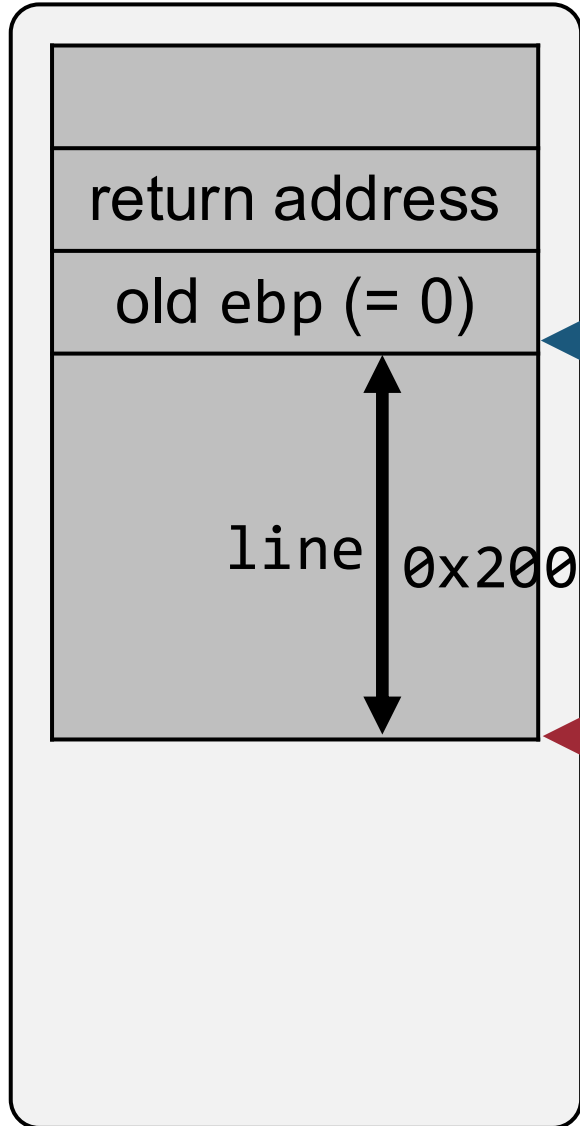 return address
old ebp (= 0)
line
0x200